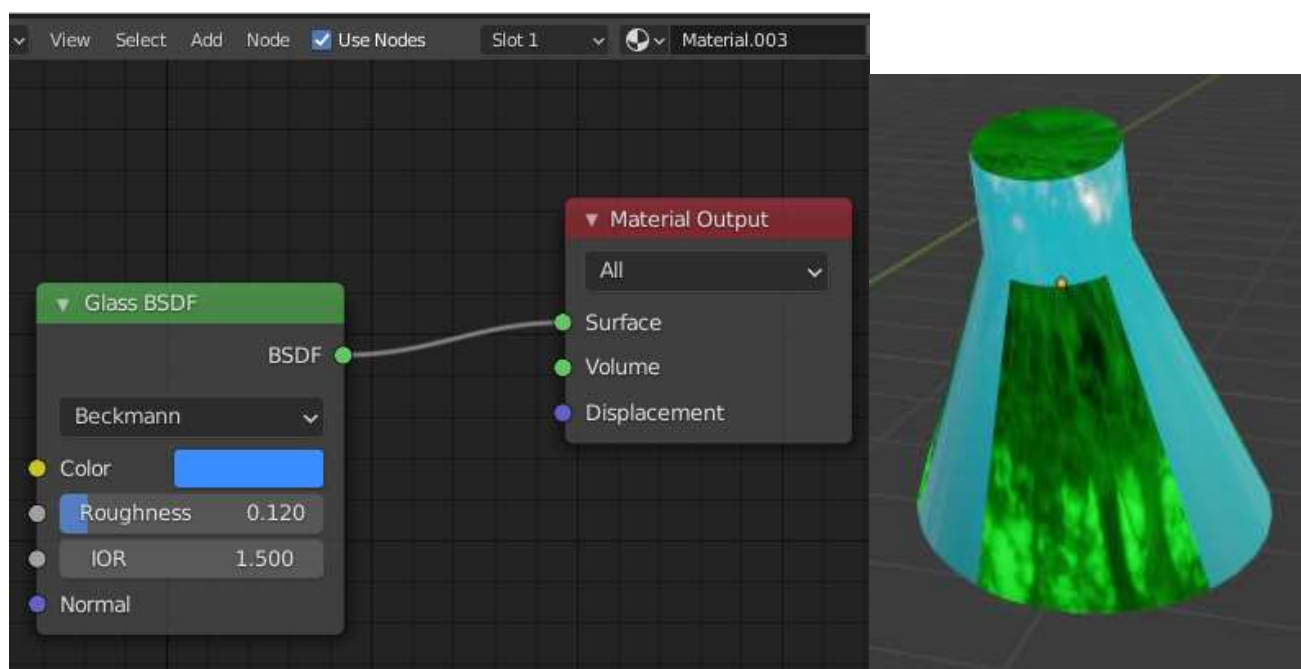 View Select Add Node Use Nodes Slot 1 Material.003
Material Output
All
Surface
Volume
Displacement
Glass BSDF
BSDF
Beckmann
Color
Roughness 0.120
IOR 1.500
Normal